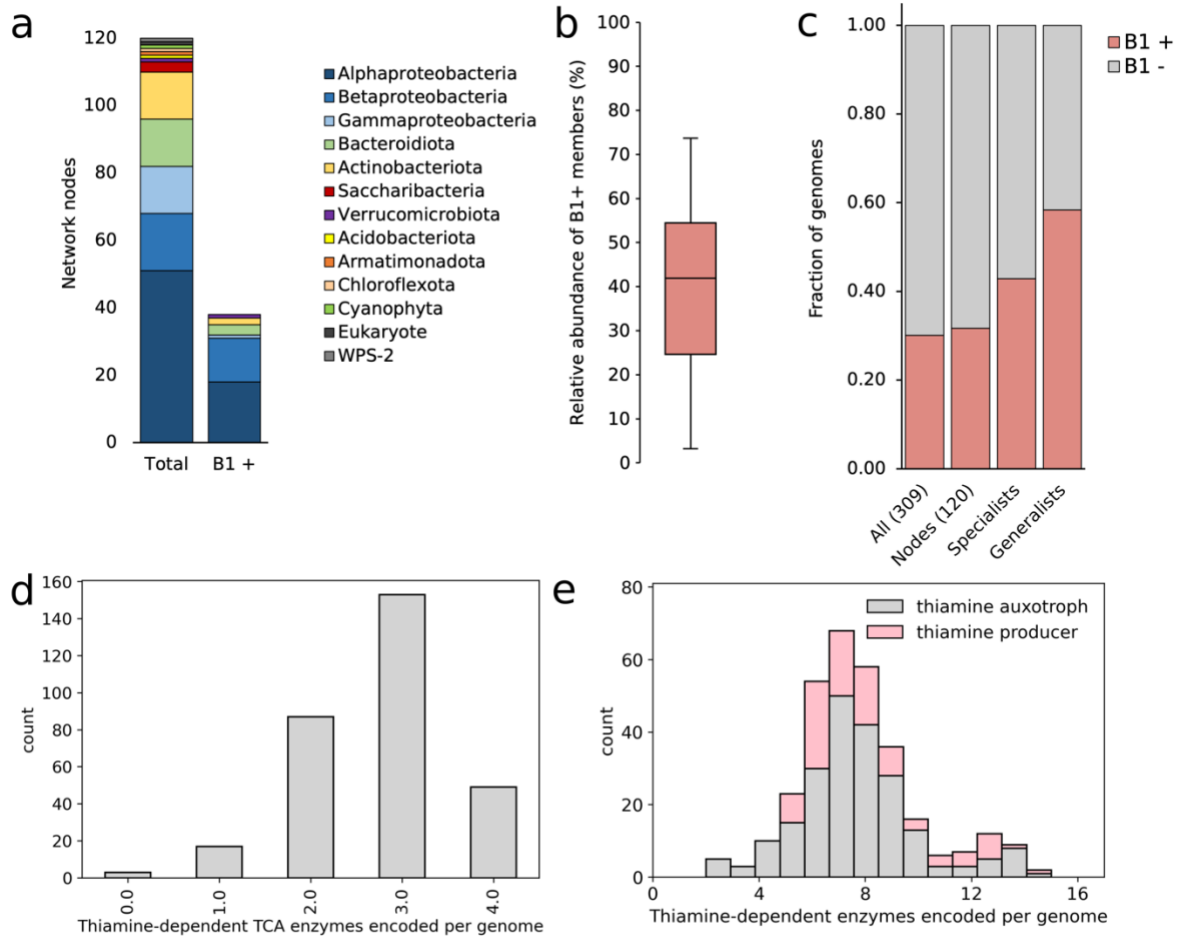 a
120
100
80
60
40
20
0
Network nodes
Total
B1 +
Alphaproteobacteria
Betaproteobacteria
Gammaproteobacteria
Bacteroidiota
Actinobacteriota
Saccharibacteria
Verrucomicrobiota
Acidobacteriota
Armatimonadota
Chloroflexota
Cyanophyta
Eukaryote
WPS-2
b
100
90
80
70
60
50
40
30
20
10
0
Relative abundance of B1+ members (%)
c
1.00
0.80
0.60
0.40
0.20
0.00
Fraction of genomes
All (309)
Nodes (120)
Specialists
Generalists
B1 +
B1 -
d
160
140
120
100
80
60
40
20
0
count
0.0
1.0
2.0
3.0
4.0
Thiamine-dependent TCA enzymes encoded per genome
e
80
60
40
20
0
count
thiamine auxotroph
thiamine producer
0
4
8
12
16
Thiamine-dependent enzymes encoded per genome